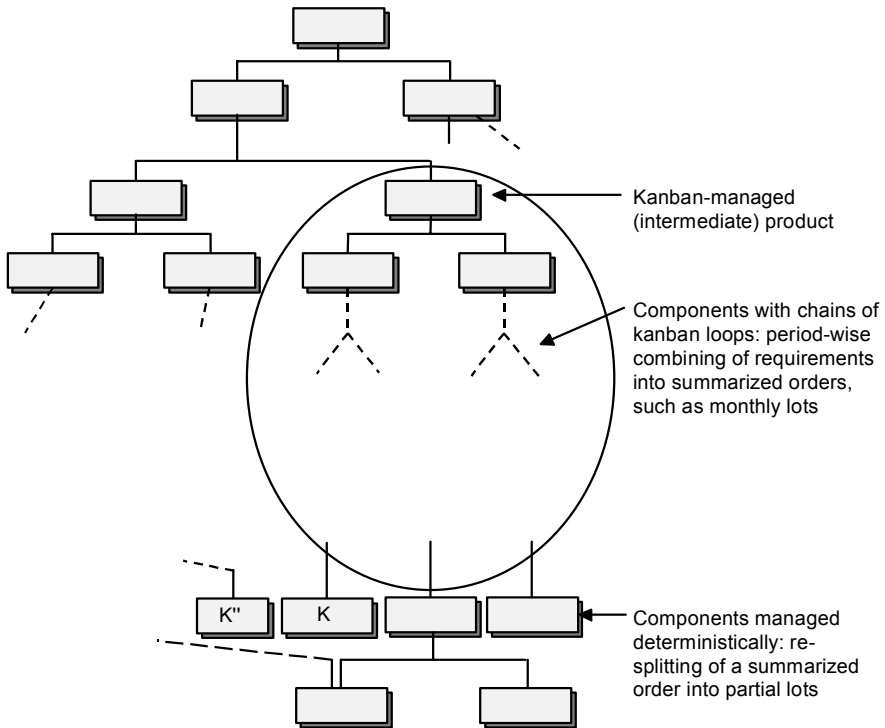 Kanban-managed
(intermediate) product
Components with chains of
kanban loops: period-wise
combining of requirements
into summarized orders,
such as monthly lots
K"
K
Components managed
deterministically: re-
splitting of a summarized
order into partial lots